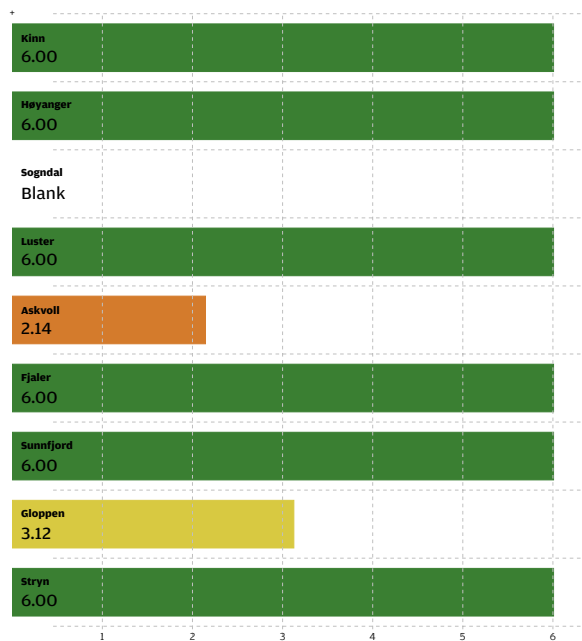 +
Kinn
6.00
Høyanger
6.00
Sogndal
Blank
Luster
6.00
Askvoll
2.14
Fjaler
6.00
Sunnfjord
6.00
Gloppen
3.12
Stryn
6.00
1 2 3 4 5 6